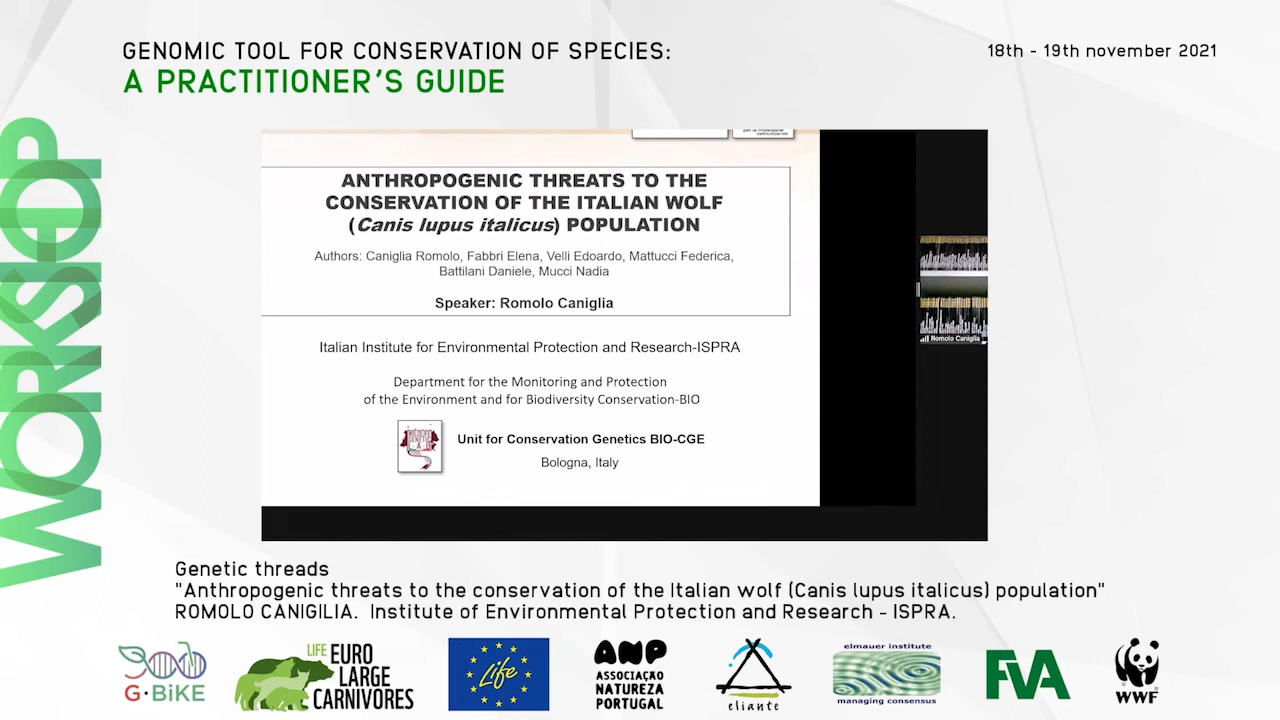 GENOMIC TOOL FOR CONSERVATION OF SPECIES:
A PRACTITIONER'S GUIDE
18th - 19th november 2021
WORKSHOP
ANTHROPOGENIC THREATS TO THE
CONSERVATION OF THE ITALIAN WOLF
(Canis lupus italicus) POPULATION
Authors: Caniglia Romolo, Fabbri Elena, Velli Edoardo, Mattucci Federica,
Battilani Daniele, Mucci Nadia
Speaker: Romolo Caniglia
Italian Institute for Environmental Protection and Research-ISPRA
Department for the Monitoring and Protection
of the Environment and for Biodiversity Conservation-BIO
Unit for Conservation Genetics BIO-CGE
Bologna, Italy
Romolo Caniglia
Genetic threads
"Anthropogenic threats to the conservation of the Italian wolf (Canis lupus italicus) population"
ROMOLO CANIGILIA. Institute of Environmental Protection and Research - ISPRA.
G·BiKE
LIFE EURO
LARGE
CARNIVORES
Life
ANP
ASSOCIAÇÃO
NATUREZA
PORTUGAL
eliante
elmauer institute
managing consensus
FVA
WWF